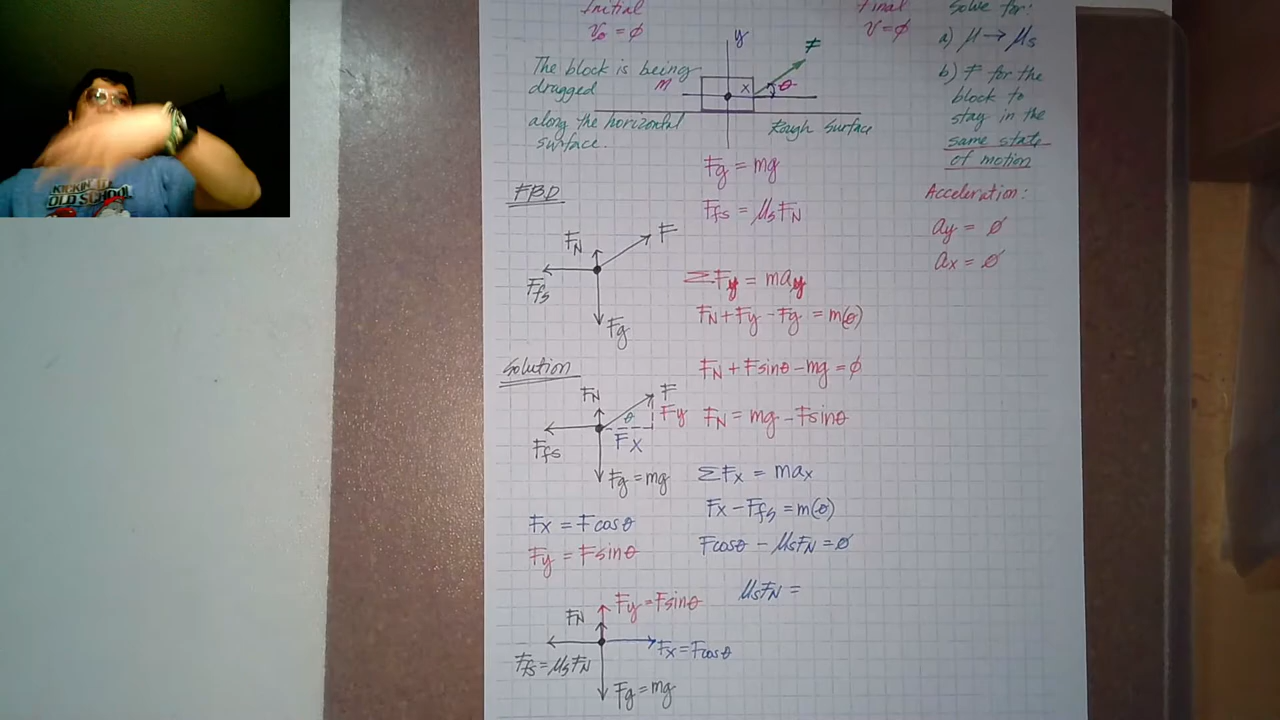 Initial
v₀ = ∅
Final
v = ∅
Solve for:
a) μ → μs
b) F for the
block to
stay in the
same state
of motion
The block is being
drugged
along the horizontal
surface.
y
F
m
x
θ
Rough Surface
Fg = mg
Ffs = μsFN
Acceleration:
ay = ∅
ax = ∅
FBD
FN
F
Ffs
Fg
ΣFy = may
FN + Fy - Fg = m(∅)
FN + Fsinθ - mg = ∅
FN = mg - Fsinθ
Solution
FN
F
θ
Fy
Fx
Ffs
Fg = mg
ΣFx = max
Fx - Ffs = m(∅)
Fcosθ - μsFN = ∅
μsFN =
Fx = Fcosθ
Fy = Fsinθ
FN
Fy = Fsinθ
Fx = Fcosθ
Ffs = μsFN
Fg = mg
OLD SCHOOL